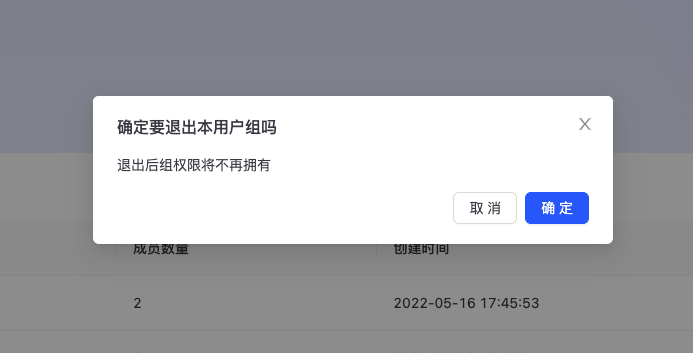 确定要退出本用户组吗
退出后组权限将不再拥有
取 消
确 定
成员数量
创建时间
2
2022-05-16 17:45:53